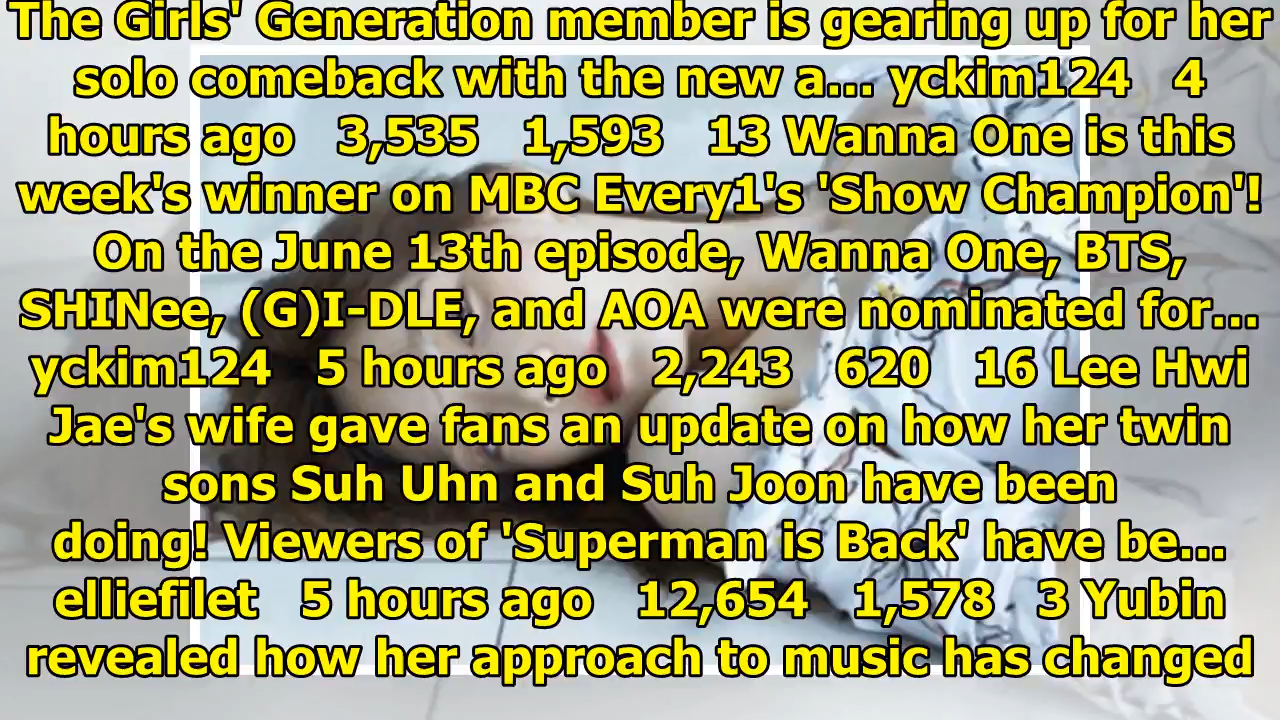 The Girls' Generation member is gearing up for her
solo comeback with the new a... yckim124 4
hours ago 3,535 1,593 13 Wanna One is this
week's winner on MBC Every1's 'Show Champion'!
On the June 13th episode, Wanna One, BTS,
SHINee, (G)I-DLE, and AOA were nominated for...
yckim124 5 hours ago 2,243 620 16 Lee Hwi
Jae's wife gave fans an update on how her twin
sons Suh Uhn and Suh Joon have been
doing! Viewers of 'Superman is Back' have be...
elliefilet 5 hours ago 12,654 1,578 3 Yubin
revealed how her approach to music has changed